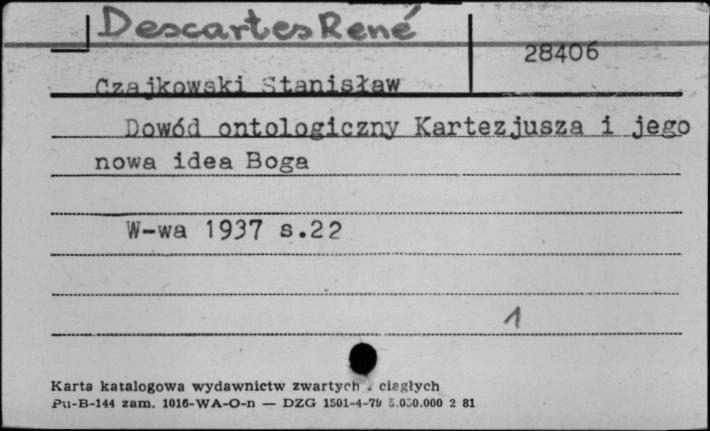 Descartes René
28406
Czajkowski Stanisław
Dowód ontologiczny Kartezjusza i jego
nowa idea Boga
W-wa 1937 s.22
1
Karta katalogowa wydawnictw zwartych . ciągłych
Pu-B-144 zam. 1016-WA-O-n — DZG 1501-4-79 5.000.000 2 81